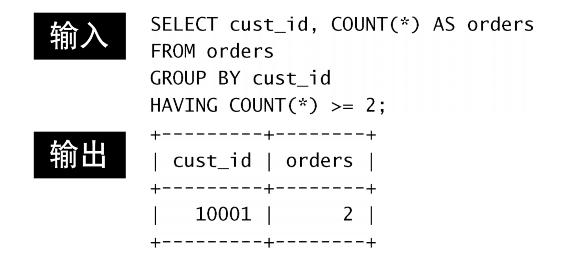 输入
SELECT cust_id, COUNT(*) AS orders
FROM orders
GROUP BY cust_id
HAVING COUNT(*) >= 2;
输出
+---------+--------+
| cust_id | orders |
+---------+--------+
|   10001 |      2 |
+---------+--------+